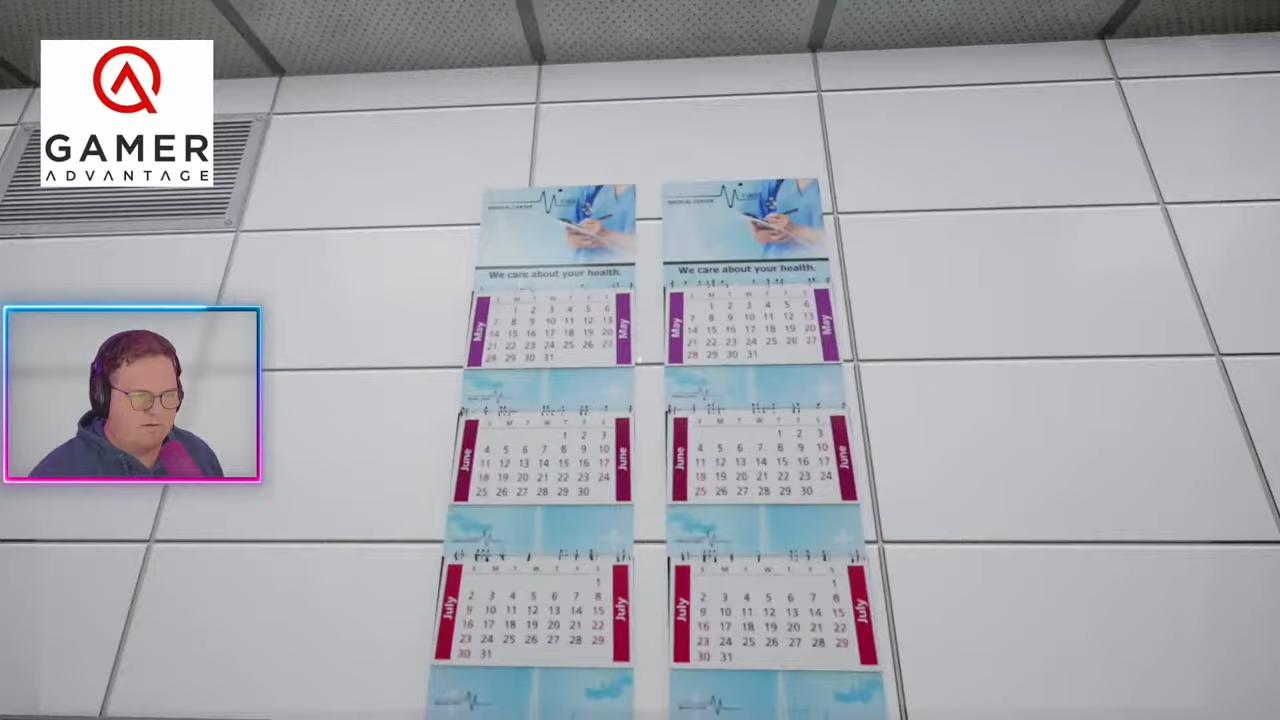 GAMER
ADVANTAGE
MEDICAL CENTER
We care about your health.
May
S M T W T F S
1 2 3 4 5 6
7 8 9 10 11 12 13
14 15 16 17 18 19 20
21 22 23 24 25 26 27
28 29 30 31
May
June
1 2 3
4 5 6 7 8 9 10
11 12 13 14 15 16 17
18 19 20 21 22 23 24
25 26 27 28 29 30
June
July
S M T W T F S
1
2 3 4 5 6 7 8
9 10 11 12 13 14 15
16 17 18 19 20 21 22
23 24 25 26 27 28 29
30 31
July
MEDICAL CENTER
We care about your health.
May
S M T W T F S
1 2 3 4 5 6
7 8 9 10 11 12 13
14 15 16 17 18 19 20
21 22 23 24 25 26 27
28 29 30 31
May
June
S M T W T F S
1 2 3
4 5 6 7 8 9 10
11 12 13 14 15 16 17
18 19 20 21 22 23 24
25 26 27 28 29 30
June
July
S M T W T F S
1
2 3 4 5 6 7 8
9 10 11 12 13 14 15
16 17 18 19 20 21 22
23 24 25 26 27 28 29
30 31
July